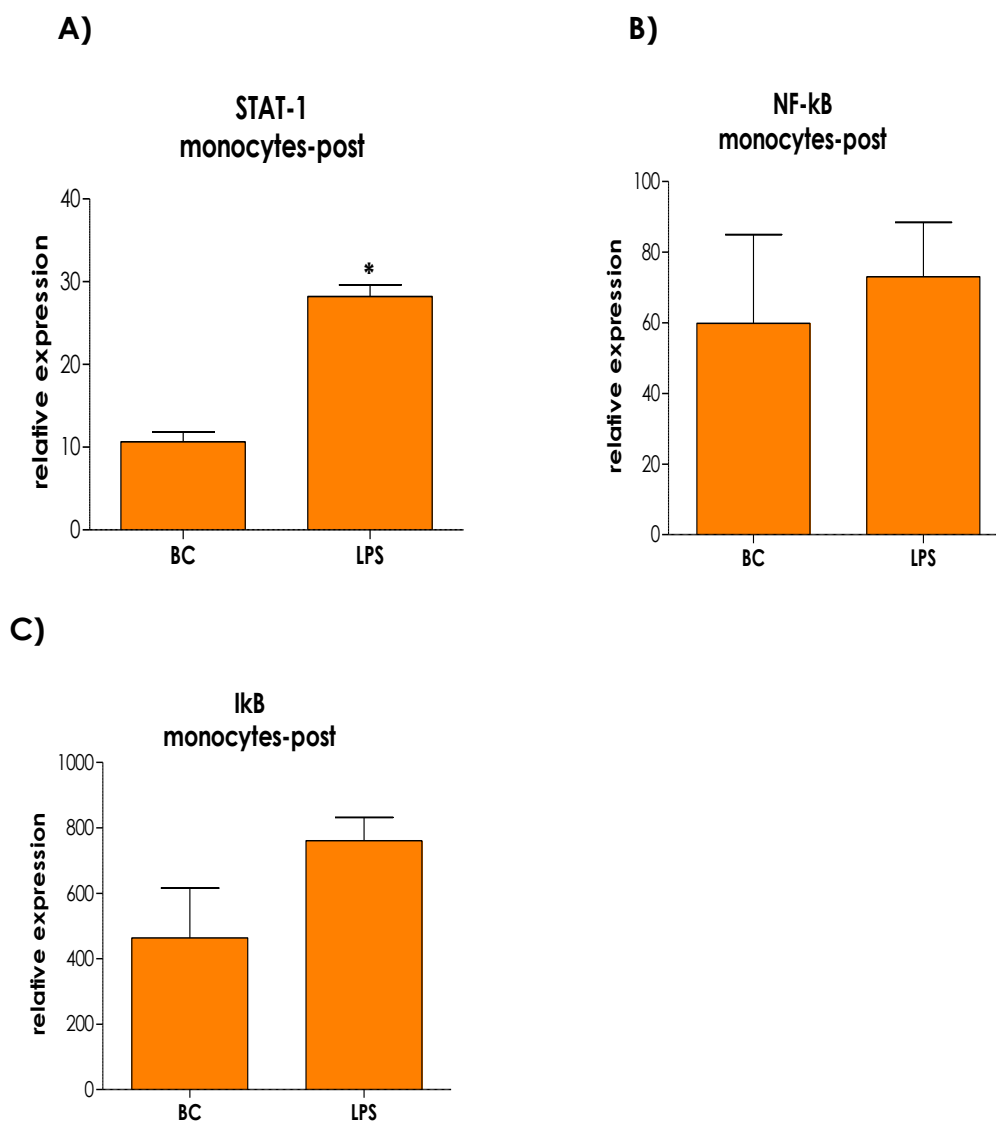 A)
STAT-1
monocytes-post
relative expression
40
30
20
10
0
*
BC
LPS
B)
NF-kB
monocytes-post
relative expression
100
80
60
40
20
0
BC
LPS
C)
IkB
monocytes-post
relative expression
1000
800
600
400
200
0
BC
LPS